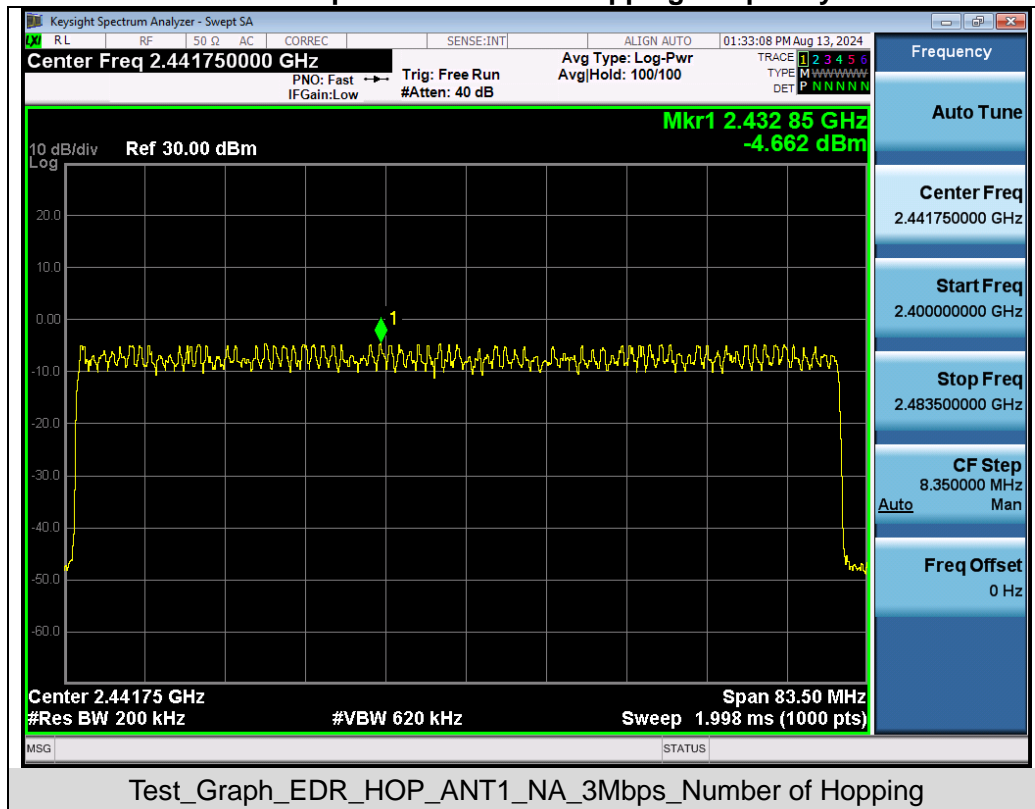 Keysight Spectrum Analyzer - Swept SA
LXI RL RF 50 Ω AC CORREC SENSE:INT ALIGN AUTO 01:33:08 PM Aug 13, 2024
Center Freq 2.441750000 GHz
PNO: Fast
IFGain:Low
Trig: Free Run
#Atten: 40 dB
Avg Type: Log-Pwr
Avg|Hold: 100/100
TRACE 1 2 3 4 5 6
TYPE M WWWWW
DET P N N N N N
Frequency
Auto Tune
Mkr1 2.432 85 GHz
-4.662 dBm
10 dB/div
Log
Ref 30.00 dBm
20.0
10.0
0.00
-10.0
-20.0
-30.0
-40.0
-50.0
-60.0
1
Center Freq
2.441750000 GHz
Start Freq
2.400000000 GHz
Stop Freq
2.483500000 GHz
CF Step
8.350000 MHz
Auto Man
Freq Offset
0 Hz
Center 2.44175 GHz Span 83.50 MHz
#Res BW 200 kHz #VBW 620 kHz Sweep 1.998 ms (1000 pts)
MSG STATUS
Test_Graph_EDR_HOP_ANT1_NA_3Mbps_Number of Hopping